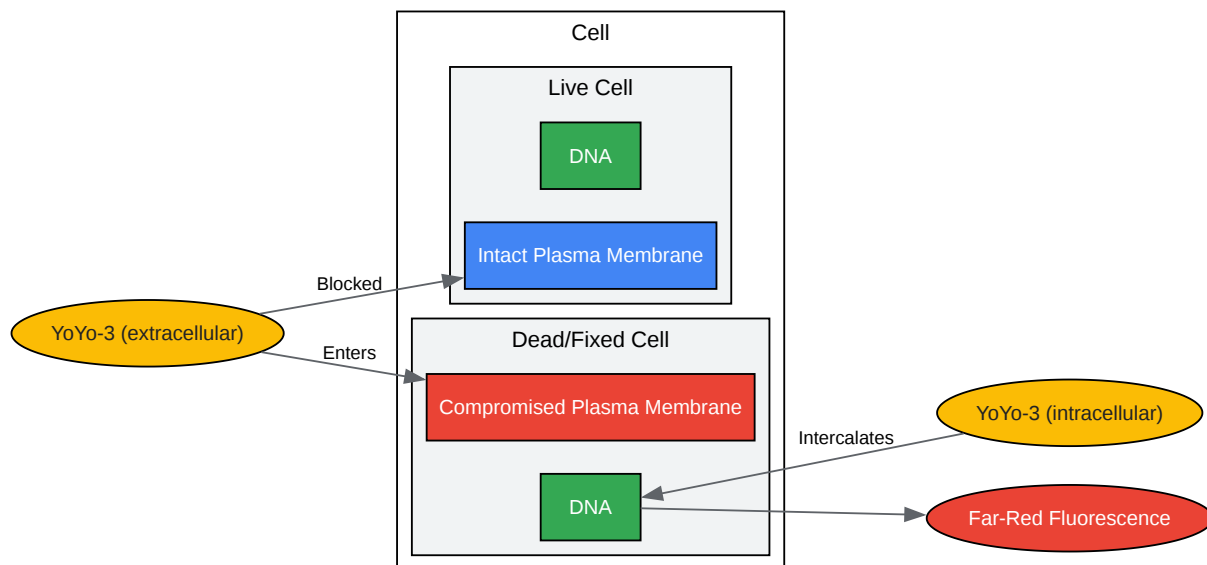 Cell
Live Cell
DNA
Intact Plasma Membrane
Blocked
YoYo-3 (extracellular)
Enters
Dead/Fixed Cell
Compromised Plasma Membrane
YoYo-3 (intracellular)
Intercalates
DNA
Far-Red Fluorescence